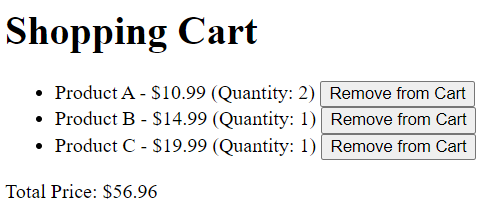 Shopping Cart
Product A - $10.99 (Quantity: 2) Remove from Cart
Product B - $14.99 (Quantity: 1) Remove from Cart
Product C - $19.99 (Quantity: 1) Remove from Cart
Total Price: $56.96